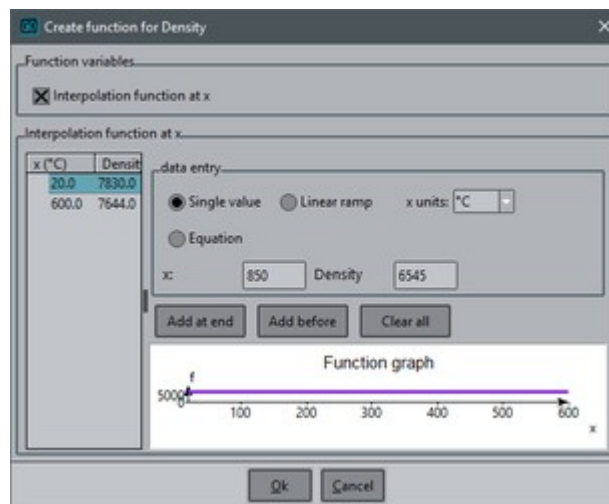 GC Create function for Density
Function variables
Interpolation function at x
Interpolation function at x
x (°C) Densit
20.0 7830.0
600.0 7644.0
data entry
Single value Linear ramp x units: °C
Equation
x: 850 Density 6545
Add at end Add before Clear all
Function graph
f
5000
0
100 200 300 400 500 600
x
Ok Cancel